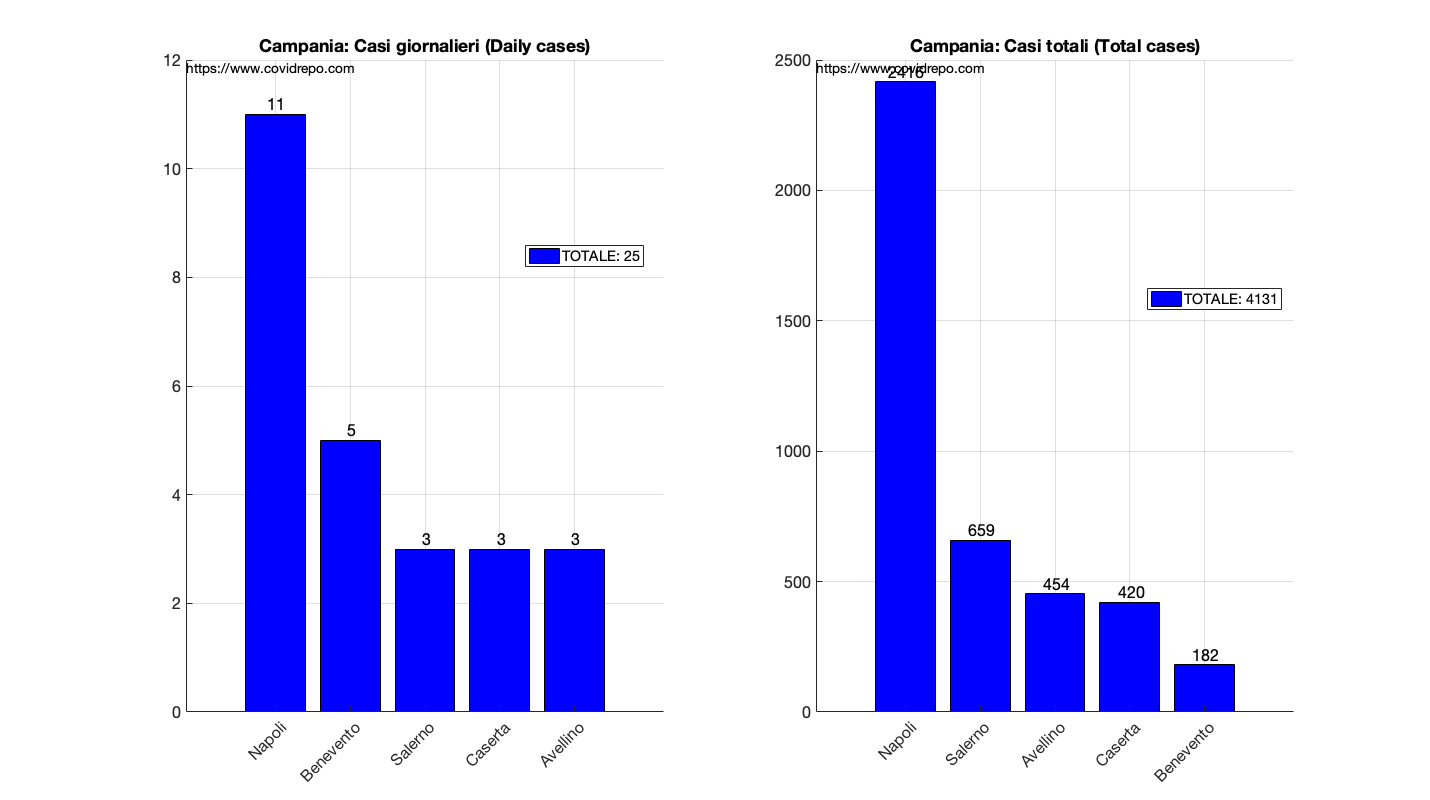 Campania: Casi giornalieri (Daily cases)
https://www.covidrepo.com
12
10
8
6
4
2
0
11
5
3
3
3
TOTALE: 25
Napoli
Benevento
Salerno
Caserta
Avellino
Campania: Casi totali (Total cases)
https://www.covidrepo.com
2500
2000
1500
1000
500
0
2416
659
454
420
182
TOTALE: 4131
Napoli
Salerno
Avellino
Caserta
Benevento